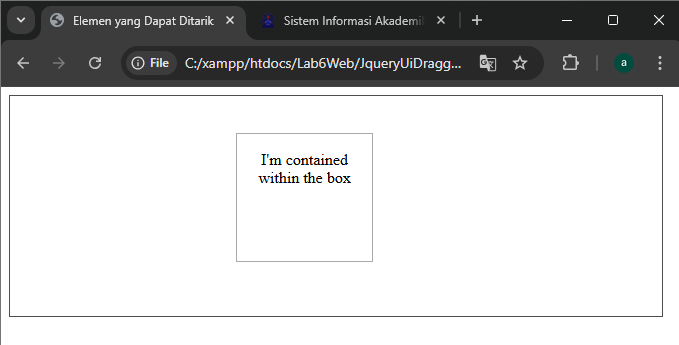 Elemen yang Dapat Ditarik
Sistem Informasi Akademi
File
C:/xampp/htdocs/Lab6Web/JqueryUiDragg...
a
I'm contained
within the box